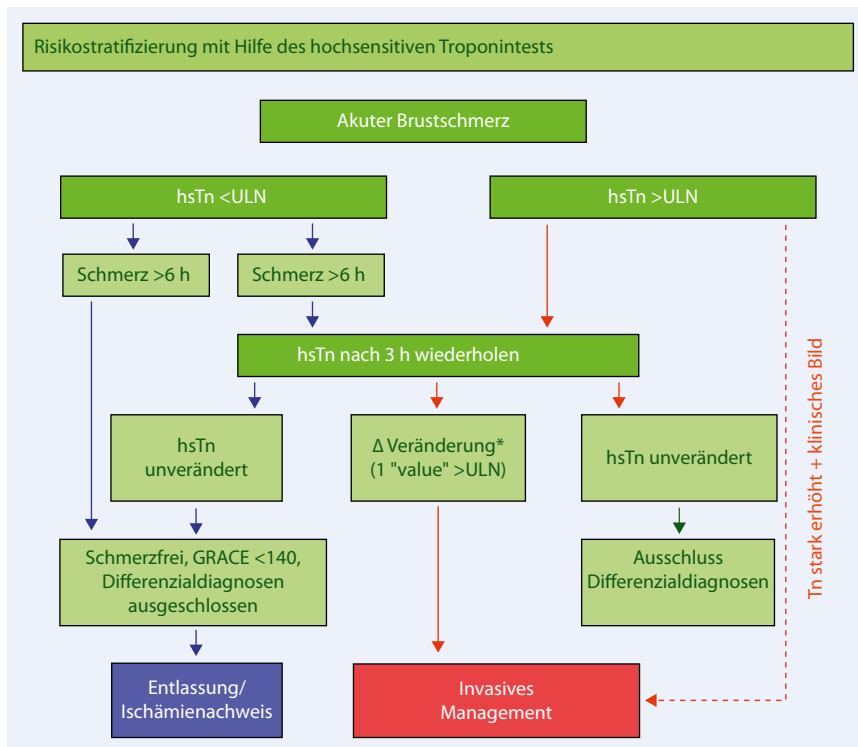 Risikostratifizierung mit Hilfe des hochsensitiven Troponintests
Akuter Brustschmerz
hsTn <ULN
hsTn >ULN
Schmerz >6 h
Schmerz >6 h
hsTn nach 3 h wiederholen
hsTn
unverändert
Δ Veränderung*
(1 "value" >ULN)
hsTn unverändert
Schmerzfrei, GRACE <140,
Differenzialdiagnosen
ausgeschlossen
Ausschluss
Differenzialdiagnosen
Tn stark erhöht + klinisches Bild
Entlassung/
Ischämienachweis
Invasives
Management